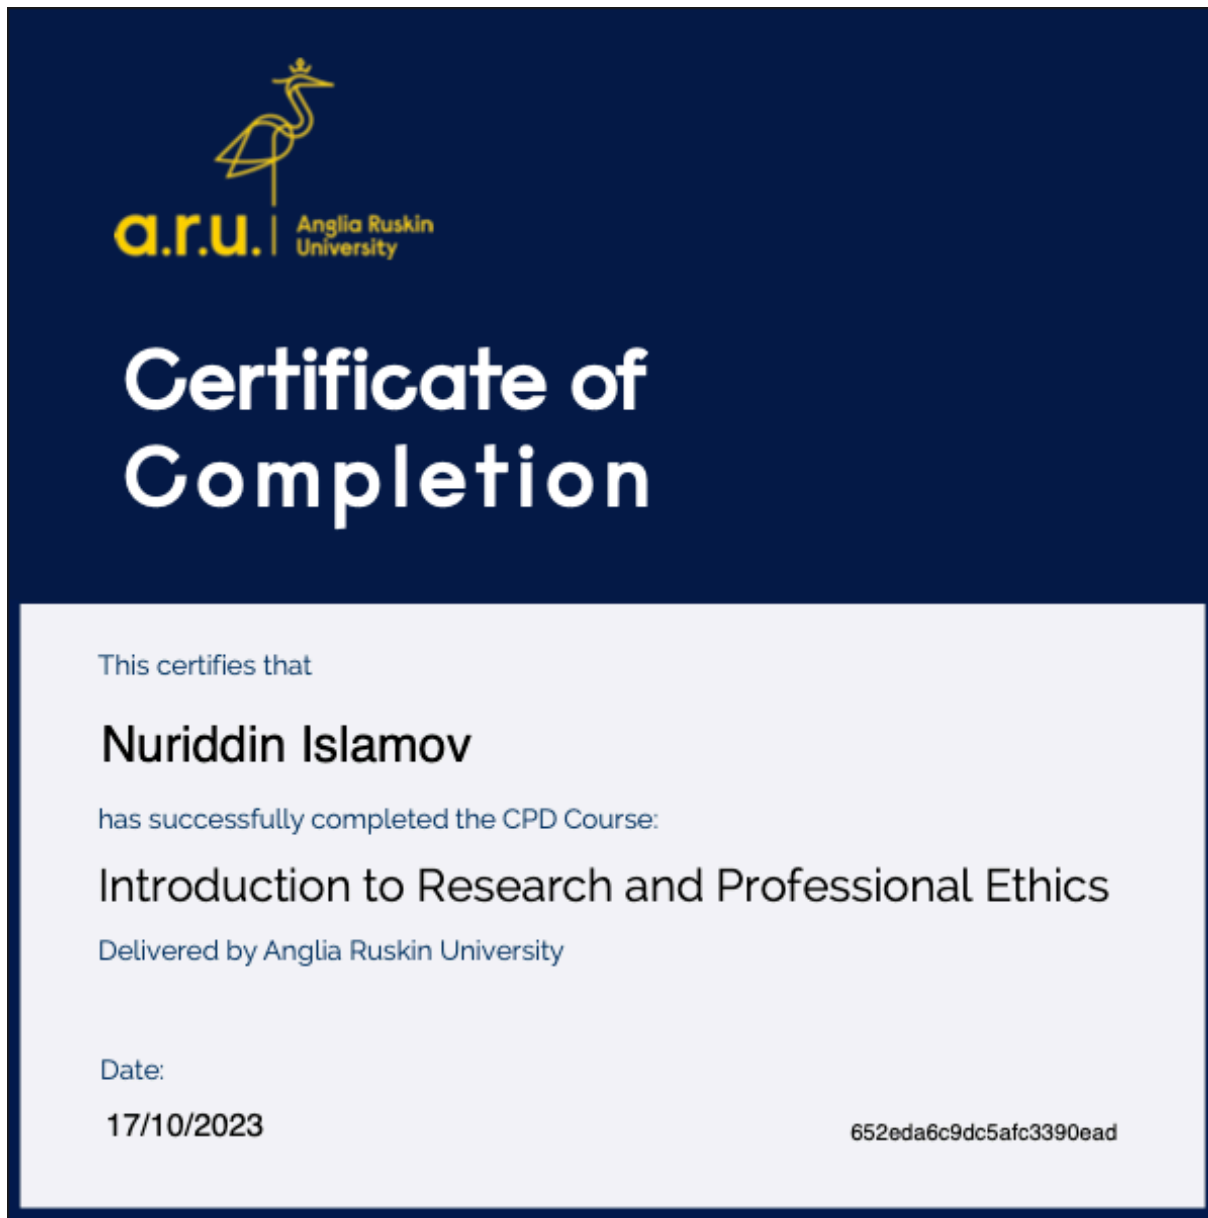 a.r.u. Anglia Ruskin
University
Certificate of
Completion
This certifies that
Nuriddin Islamov
has successfully completed the CPD Course:
Introduction to Research and Professional Ethics
Delivered by Anglia Ruskin University
Date:
17/10/2023
652eda6c9dc5afc3390ead